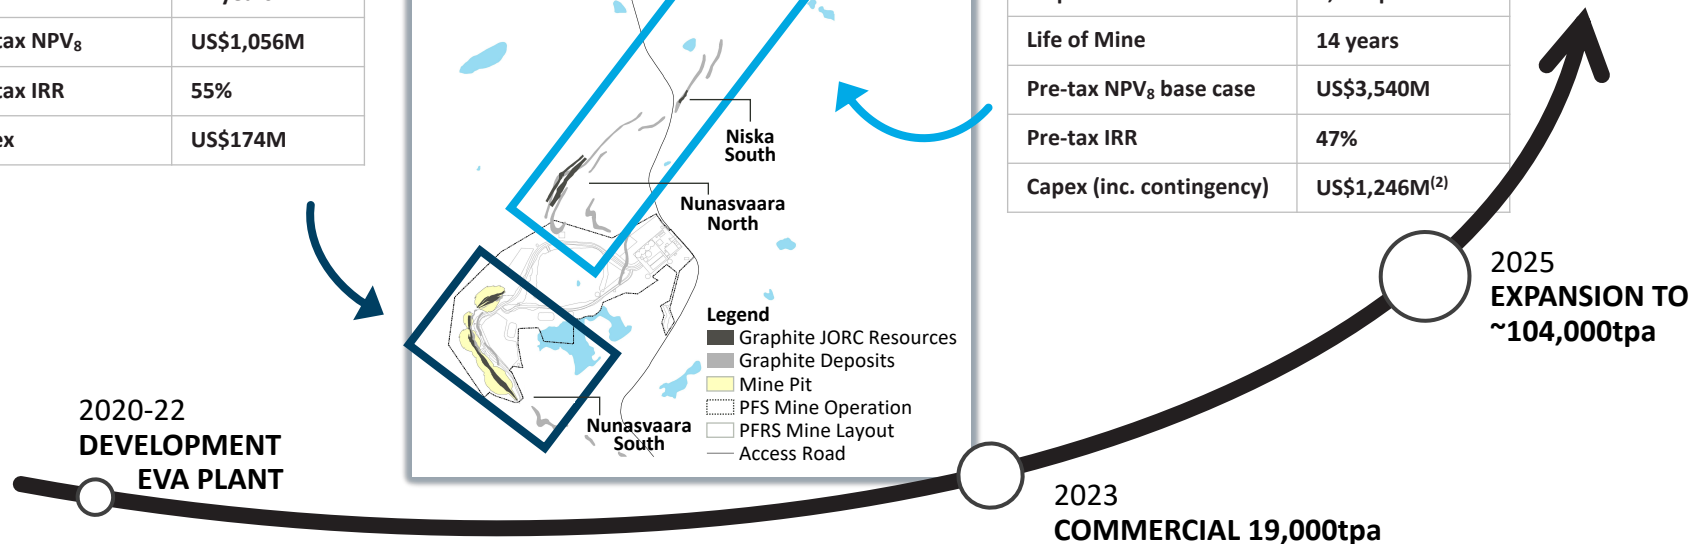 tax NPV₈ US$1,056M
tax IRR 55%
ex US$174M
Life of Mine 14 years
Pre-tax NPV₈ base case US$3,540M
Pre-tax IRR 47%
Capex (inc. contingency) US$1,246M⁽²⁾
Niska
South
Nunasvaara
North
Nunasvaara
South
Legend
Graphite JORC Resources
Graphite Deposits
Mine Pit
PFS Mine Operation
PFRS Mine Layout
Access Road
2020-22
DEVELOPMENT
EVA PLANT
2023
COMMERCIAL 19,000tpa
2025
EXPANSION TO
~104,000tpa